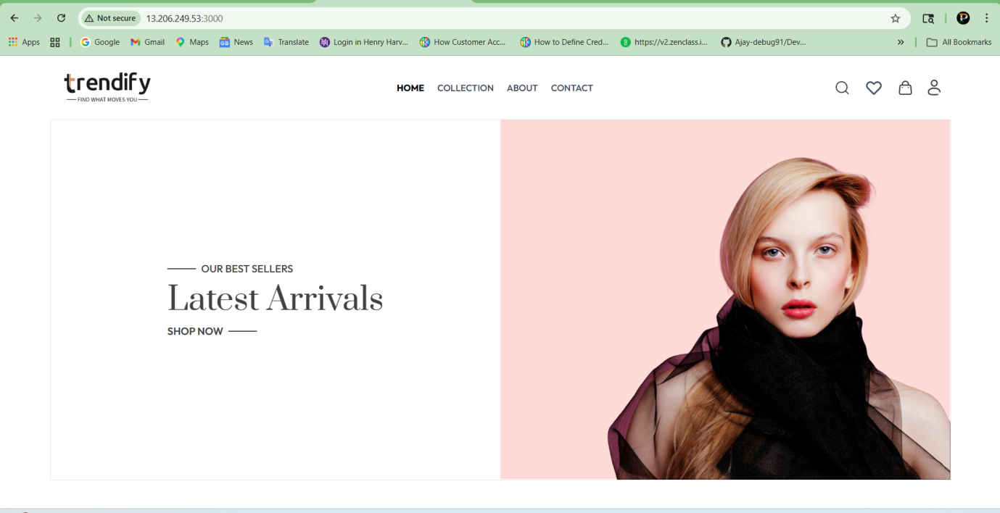 Not secure 13.206.249.53:3000
Apps Google Gmail Maps News Translate Login in Henry Harv... How Customer Acc... How to Define Cred... https://v2.zenclass.i... Ajay-debug91/Dev... » All Bookmarks
trendify
FIND WHAT MOVES YOU
HOME COLLECTION ABOUT CONTACT
OUR BEST SELLERS
Latest Arrivals
SHOP NOW